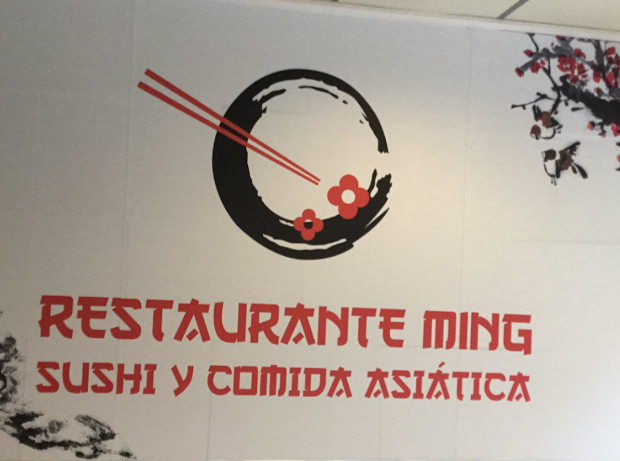 RESTAURANTE MING
SUSHI Y COMIDA ASIÁTICA